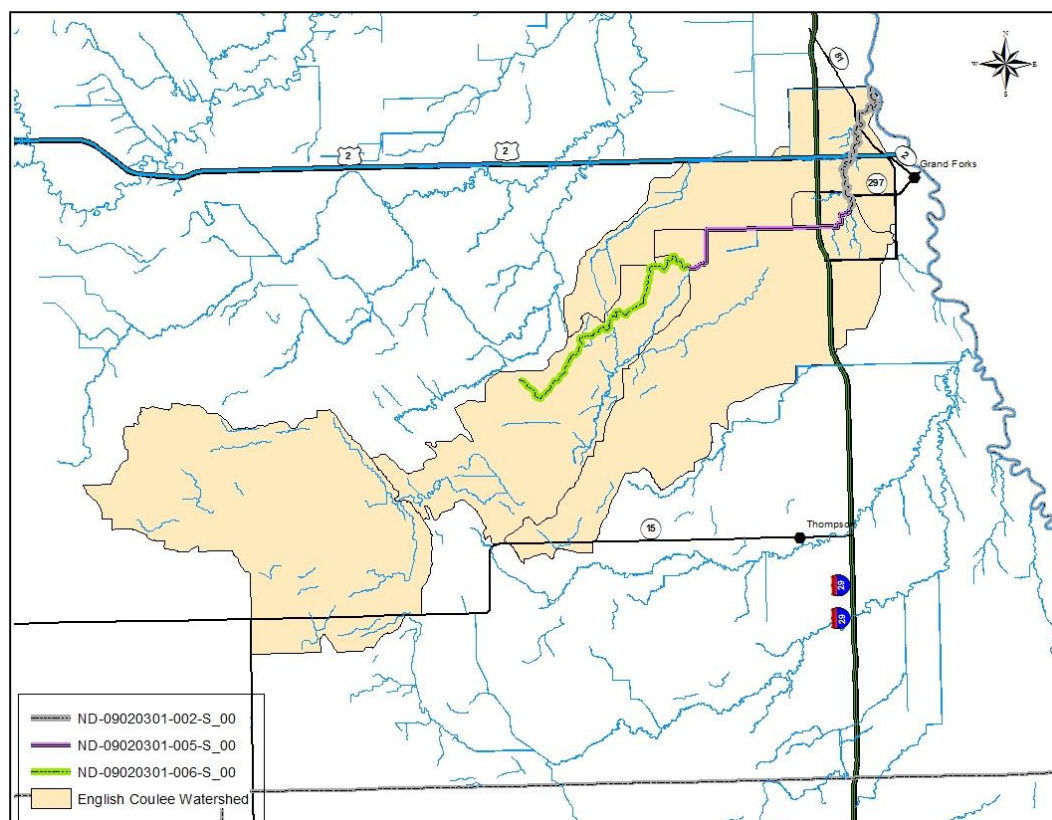 N
W
E
S
81
2
2
2
Grand Forks
297
15
Thompson
29
29
ND-09020301-002-S_00
ND-09020301-005-S_00
ND-09020301-006-S_00
English Coulee Watershed